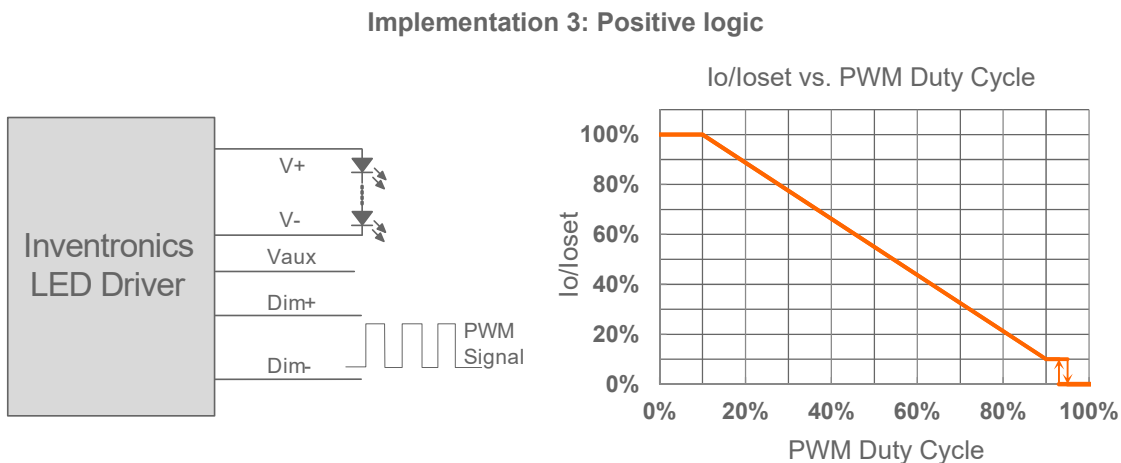 Implementation 3: Positive logic
Inventronics
LED Driver
V+
V-
Vaux
Dim+
Dim-
PWM
Signal
Io/Ioset vs. PWM Duty Cycle
Io/Ioset
100%
80%
60%
40%
20%
0%
0%
20%
40%
60%
80%
100%
PWM Duty Cycle